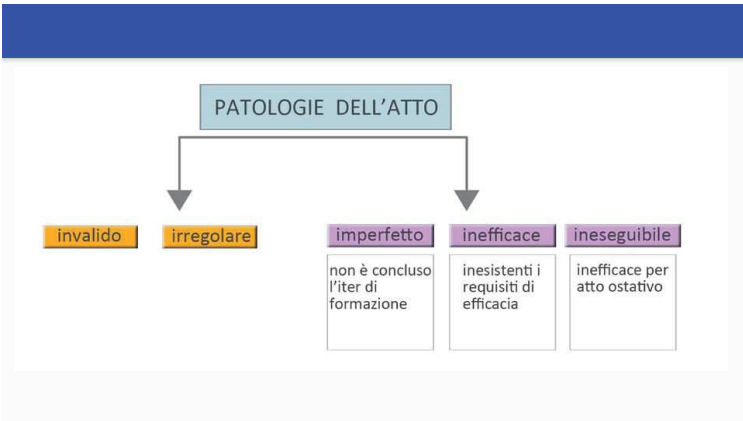 PATOLOGIE DELL'ATTO
invalido
irregolare
imperfetto
inefficace
ineseguibile
non è concluso
l'iter di
formazione
inesistenti i
requisiti di
efficacia
inefficace per
atto ostativo